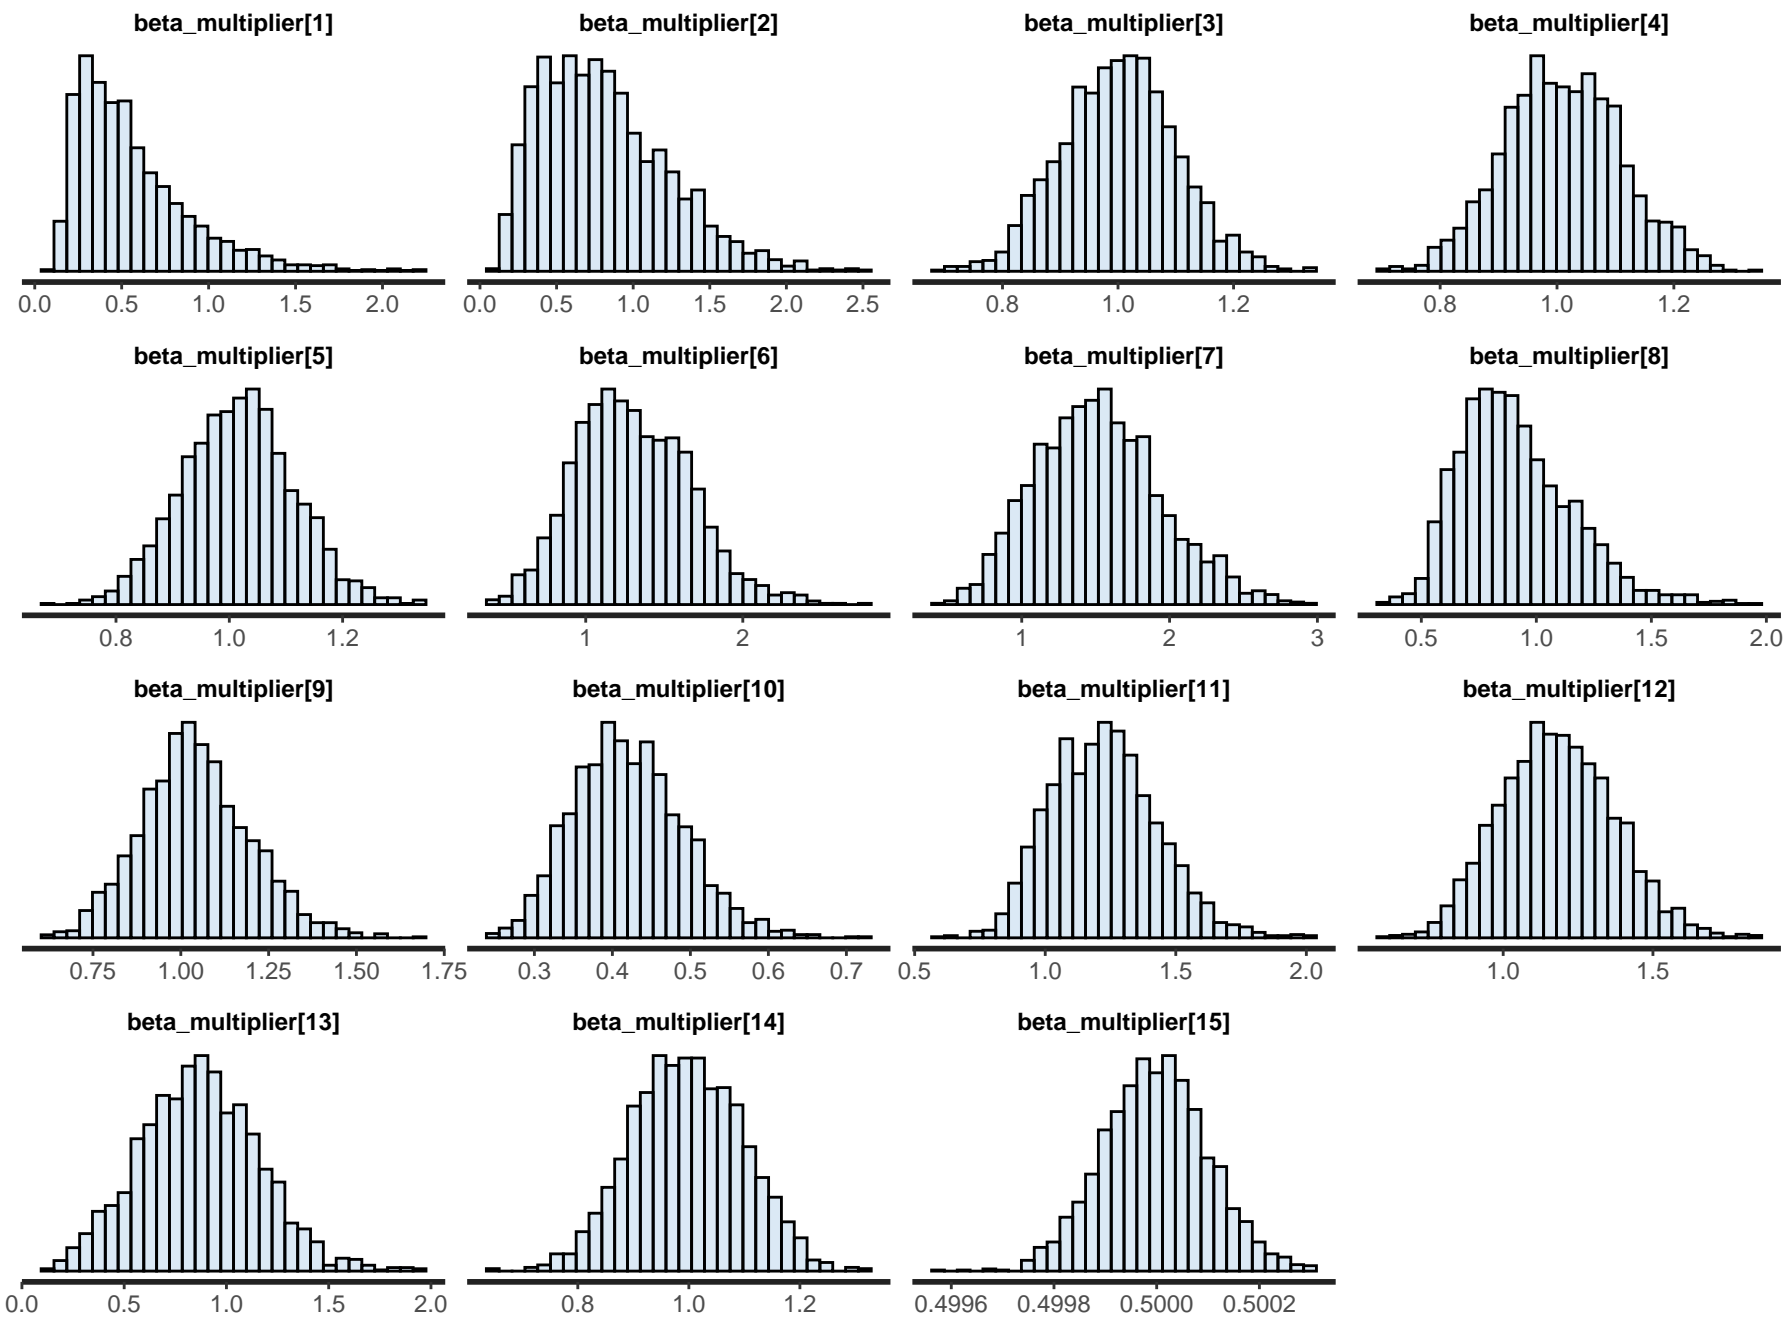 beta_multiplier[1] beta_multiplier[2] beta_multiplier[3] beta_multiplier[4]
0.0 0.5 1.0 1.5 2.0 0.0 0.5 1.0 1.5 2.0 2.5 0.8 1.0 1.2 0.8 1.0 1.2
beta_multiplier[5] beta_multiplier[6] beta_multiplier[7] beta_multiplier[8]
0.8 1.0 1.2 1 2 1 2 3 0.5 1.0 1.5 2.0
beta_multiplier[9] beta_multiplier[10] beta_multiplier[11] beta_multiplier[12]
0.75 1.00 1.25 1.50 1.75 0.3 0.4 0.5 0.6 0.7 0.5 1.0 1.5 2.0 1.0 1.5
beta_multiplier[13] beta_multiplier[14] beta_multiplier[15]
0.0 0.5 1.0 1.5 2.0 0.8 1.0 1.2 0.4996 0.4998 0.5000 0.5002